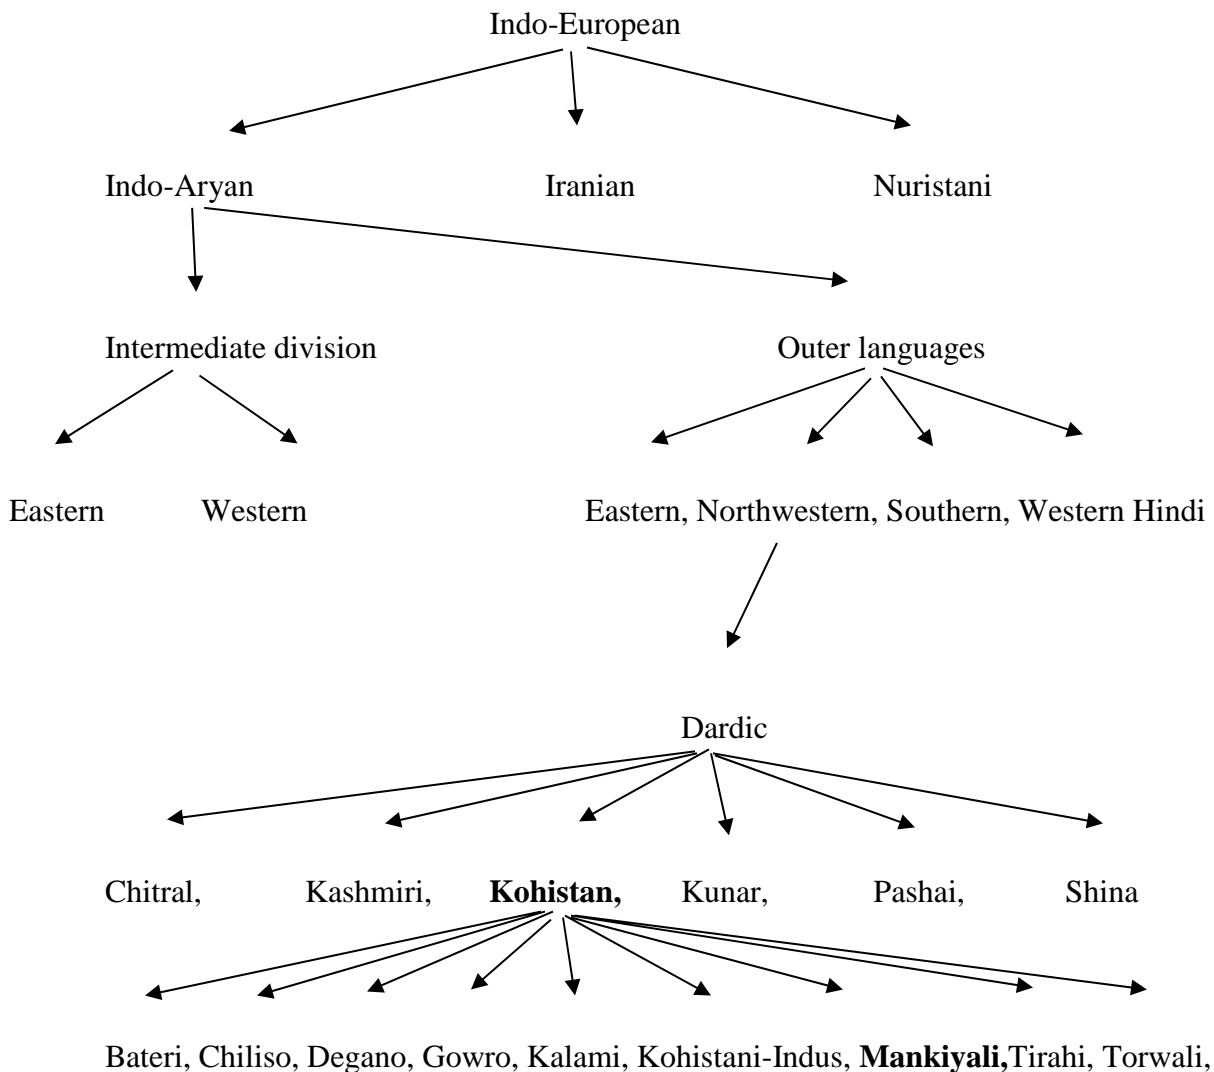 Indo-European
Indo-Aryan Iranian Nuristani
Intermediate division Outer languages
Eastern Western Eastern, Northwestern, Southern, Western Hindi
Dardic
Chitral, Kashmiri, Kohistan, Kunar, Pashai, Shina
Bateri, Chiliso, Degano, Gowro, Kalami, Kohistani-Indus, Mankiyali,Tirahi, Torwali,